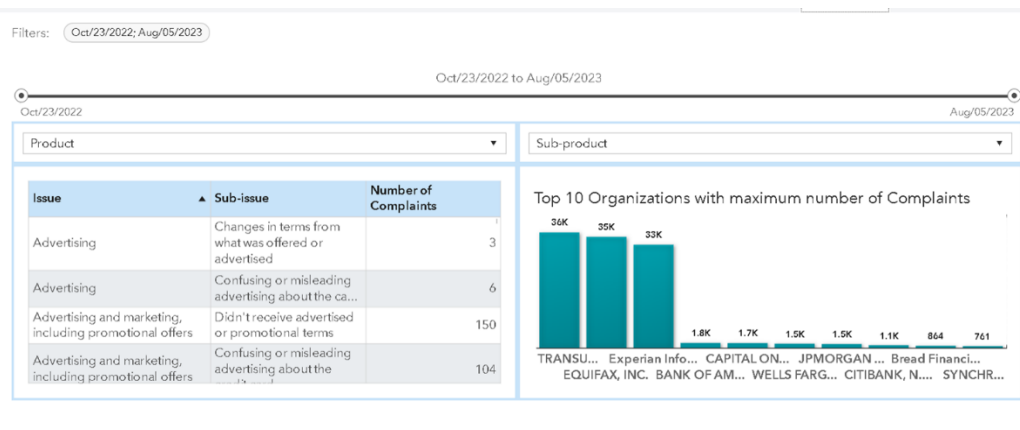 Filters: Oct/23/2022; Aug/05/2023
Oct/23/2022 to Aug/05/2023
Oct/23/2022 Aug/05/2023
Product ▼ Sub-product ▼
Issue ▲ Sub-issue Number of
Complaints
Advertising
Changes in terms from
what was offered or
advertised
3
Advertising
Confusing or misleading
advertising about the ca...
6
Advertising and marketing,
including promotional offers
Didn't receive advertised
or promotional terms
150
Advertising and marketing,
including promotional offers
Confusing or misleading
advertising about the
104
Top 10 Organizations with maximum number of Complaints
36K 35K 33K 1.8K 1.7K 1.5K 1.5K 1.1K 864 761
TRANSU... Experian Info... CAPITAL ON... JPMORGAN ... Bread Financi...
EQUIFAX, INC. BANK OF AM... WELLS FARG... CITIBANK, N.... SYNCHR...